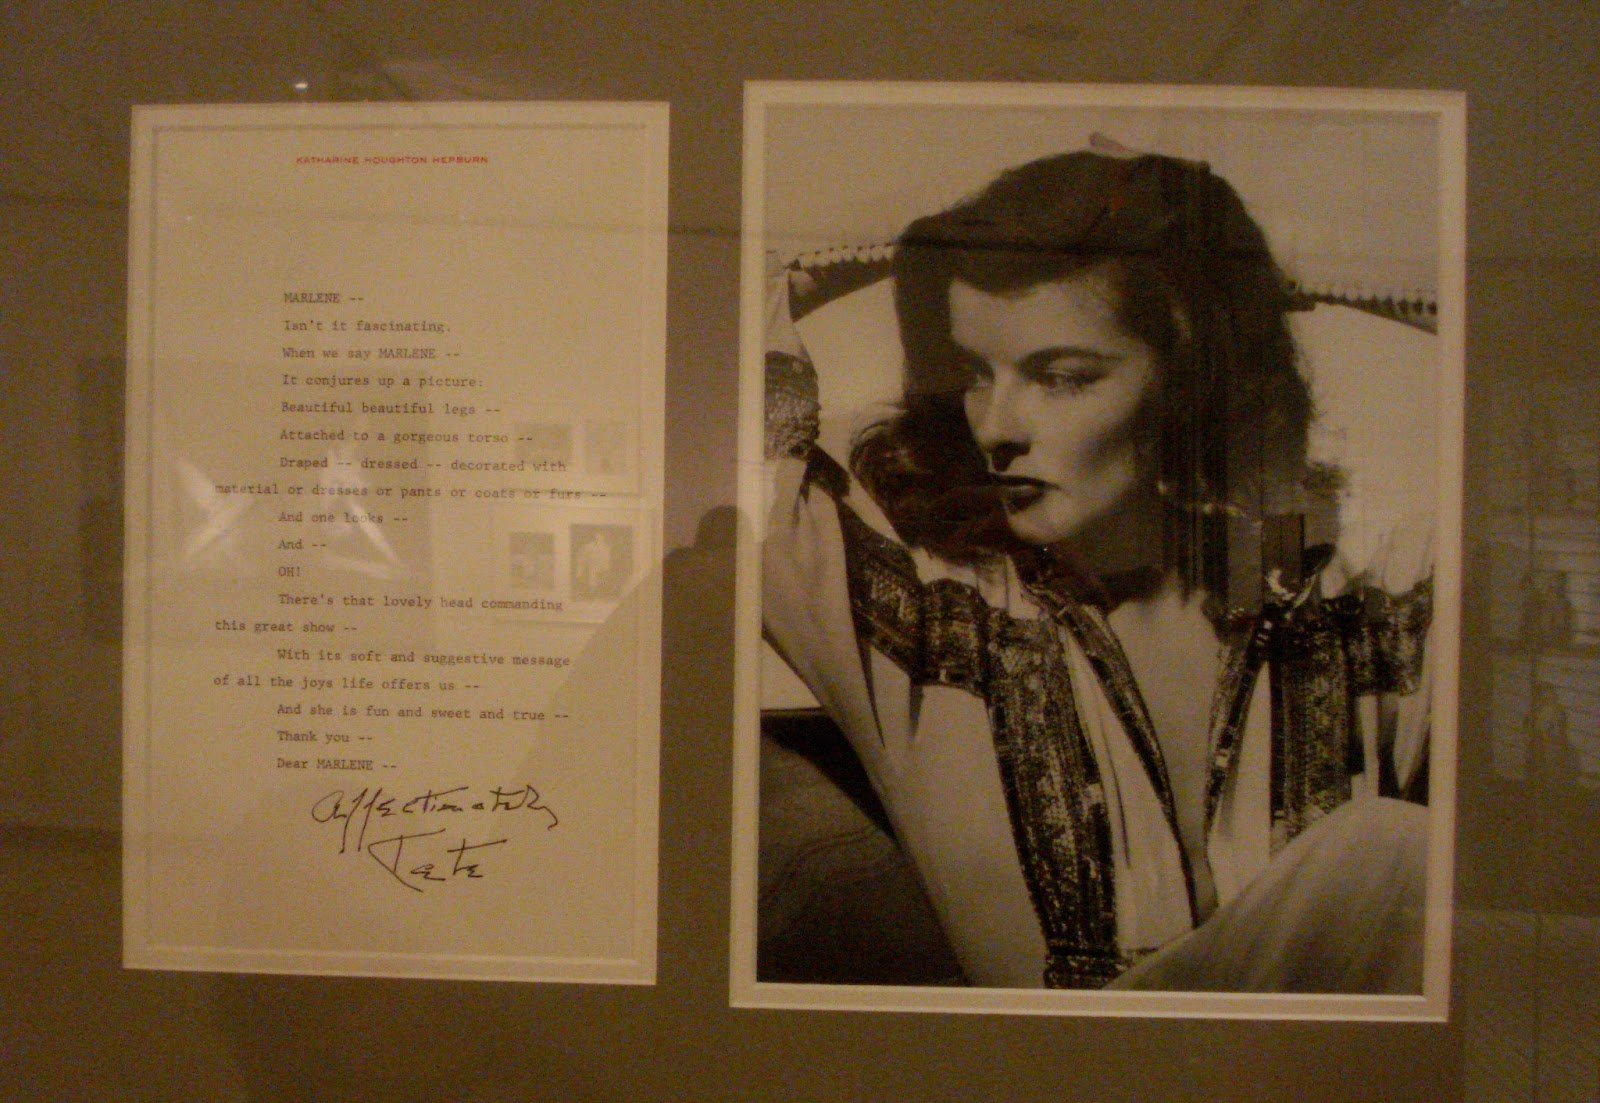 KATHARINE HOUGHTON HEPBURN
MARLENE --
Isn't it fascinating.
When we say MARLENE --
It conjures up a picture:
Beautiful beautiful legs --
Attached to a gorgeous torso --
Draped -- dressed -- decorated with
material or dresses or pants or coats or furs --
And one looks --
And --
OH!
There's that lovely head commanding
this great show --
With its soft and suggestive message
of all the joys life offers us --
And she is fun and sweet and true --
Thank you --
Dear MARLENE --
Affectionately
Kate